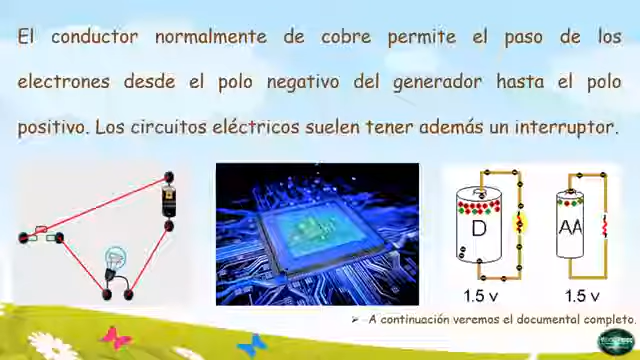 El conductor normalmente de cobre permite el paso de los
electrones desde el polo negativo del generador hasta el polo
positivo. Los circuitos eléctricos suelen tener además un interruptor.
D
AA
1.5 v
1.5 v
➢ A continuación veremos el documental completo.